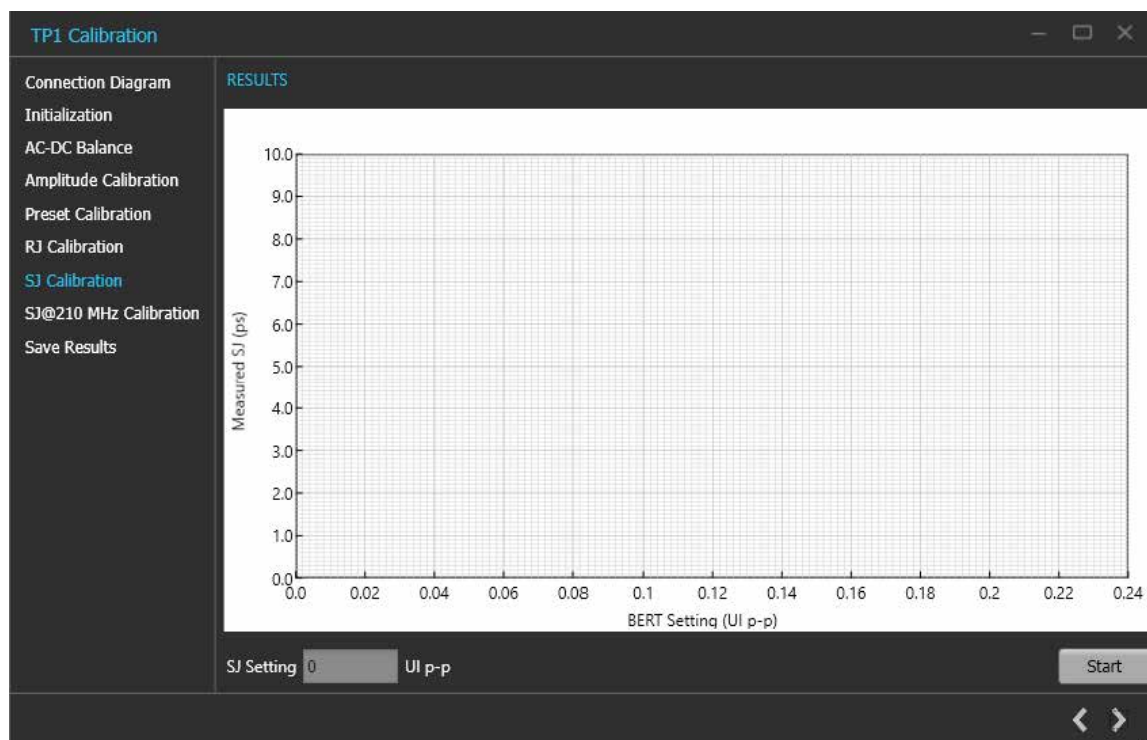 TP1 Calibration
Connection Diagram
Initialization
AC-DC Balance
Amplitude Calibration
Preset Calibration
RJ Calibration
SJ Calibration
SJ@210 MHz Calibration
Save Results
RESULTS
Measured SJ (ps)
10.0
9.0
8.0
7.0
6.0
5.0
4.0
3.0
2.0
1.0
0.0
0.0 0.02 0.04 0.06 0.08 0.1 0.12 0.14 0.16 0.18 0.2 0.22 0.24
BERT Setting (UI p-p)
SJ Setting 0 UI p-p
Start